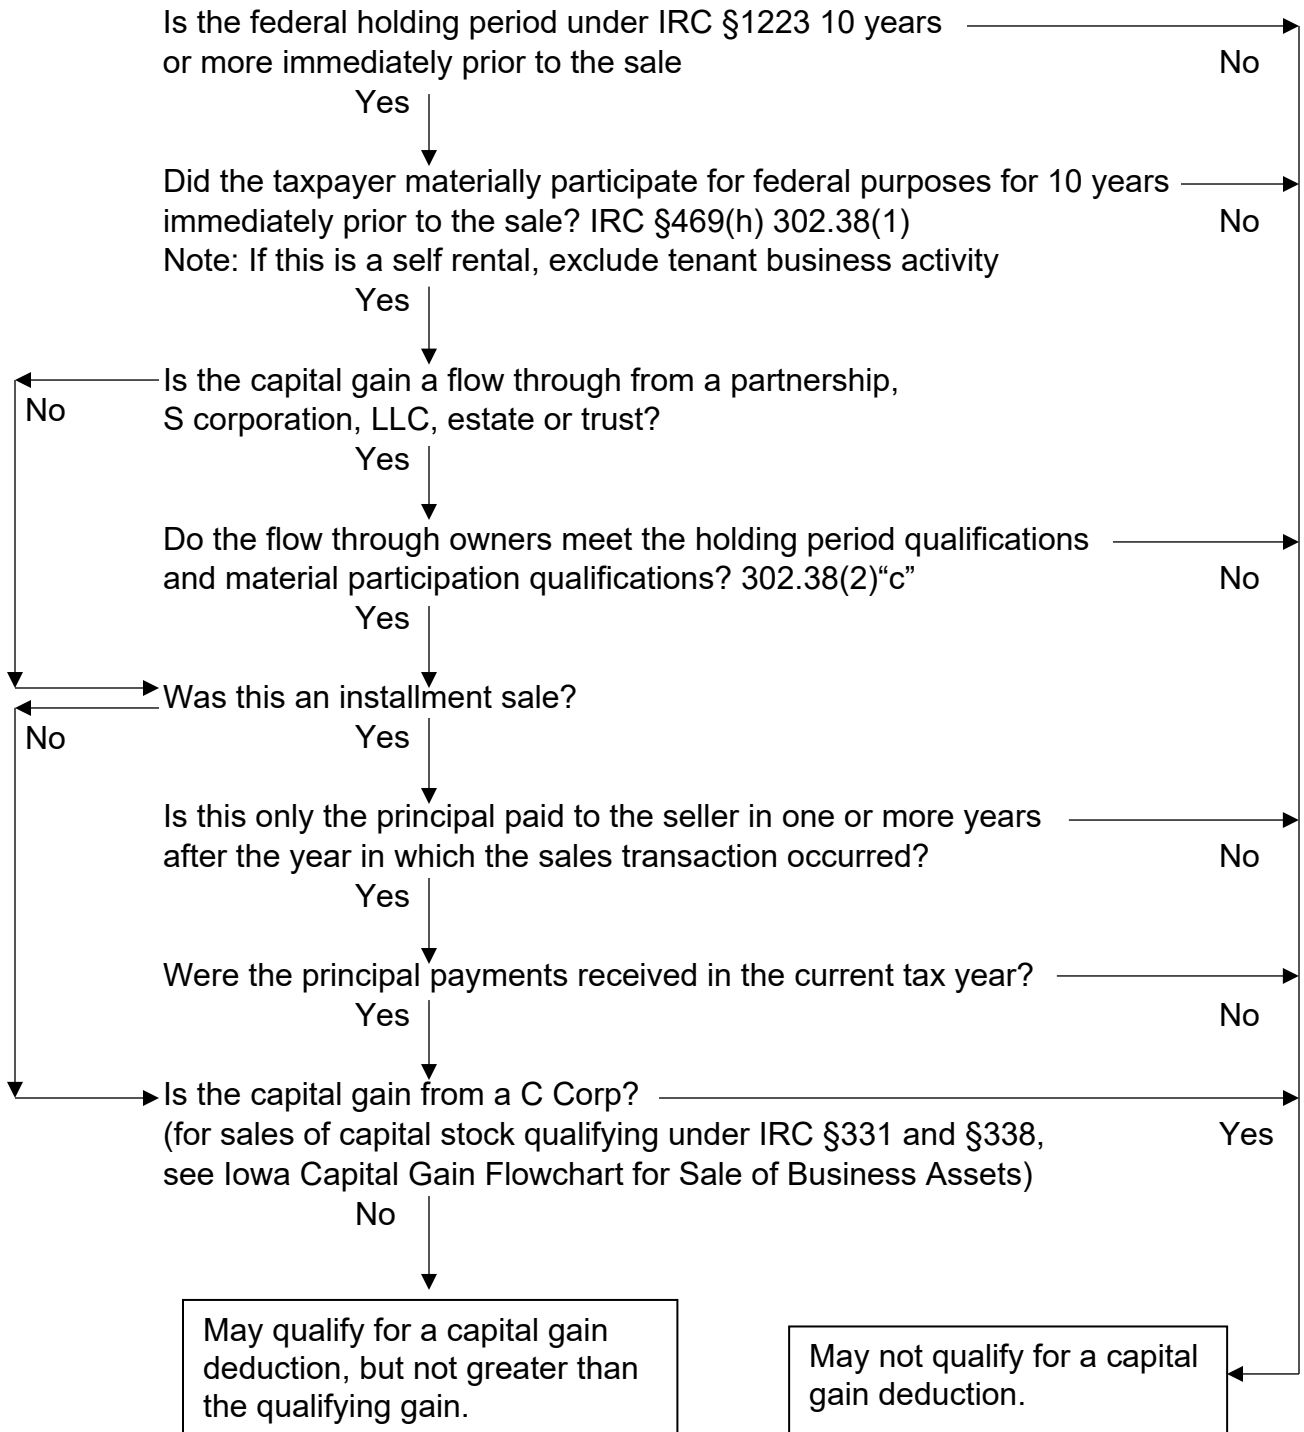 Is the federal holding period under IRC §1223 10 years
or more immediately prior to the sale
No
Yes
Did the taxpayer materially participate for federal purposes for 10 years
immediately prior to the sale? IRC §469(h) 302.38(1)
No
Note: If this is a self rental, exclude tenant business activity
Yes
Is the capital gain a flow through from a partnership,
No
S corporation, LLC, estate or trust?
Yes
Do the flow through owners meet the holding period qualifications
and material participation qualifications? 302.38(2)“c”
No
Yes
Was this an installment sale?
No
Yes
Is this only the principal paid to the seller in one or more years
after the year in which the sales transaction occurred?
No
Yes
Were the principal payments received in the current tax year?
Yes
No
Is the capital gain from a C Corp?
(for sales of capital stock qualifying under IRC §331 and §338,
Yes
see Iowa Capital Gain Flowchart for Sale of Business Assets)
No
May qualify for a capital gain
deduction, but not greater than
the qualifying gain.
May not qualify for a capital
gain deduction.